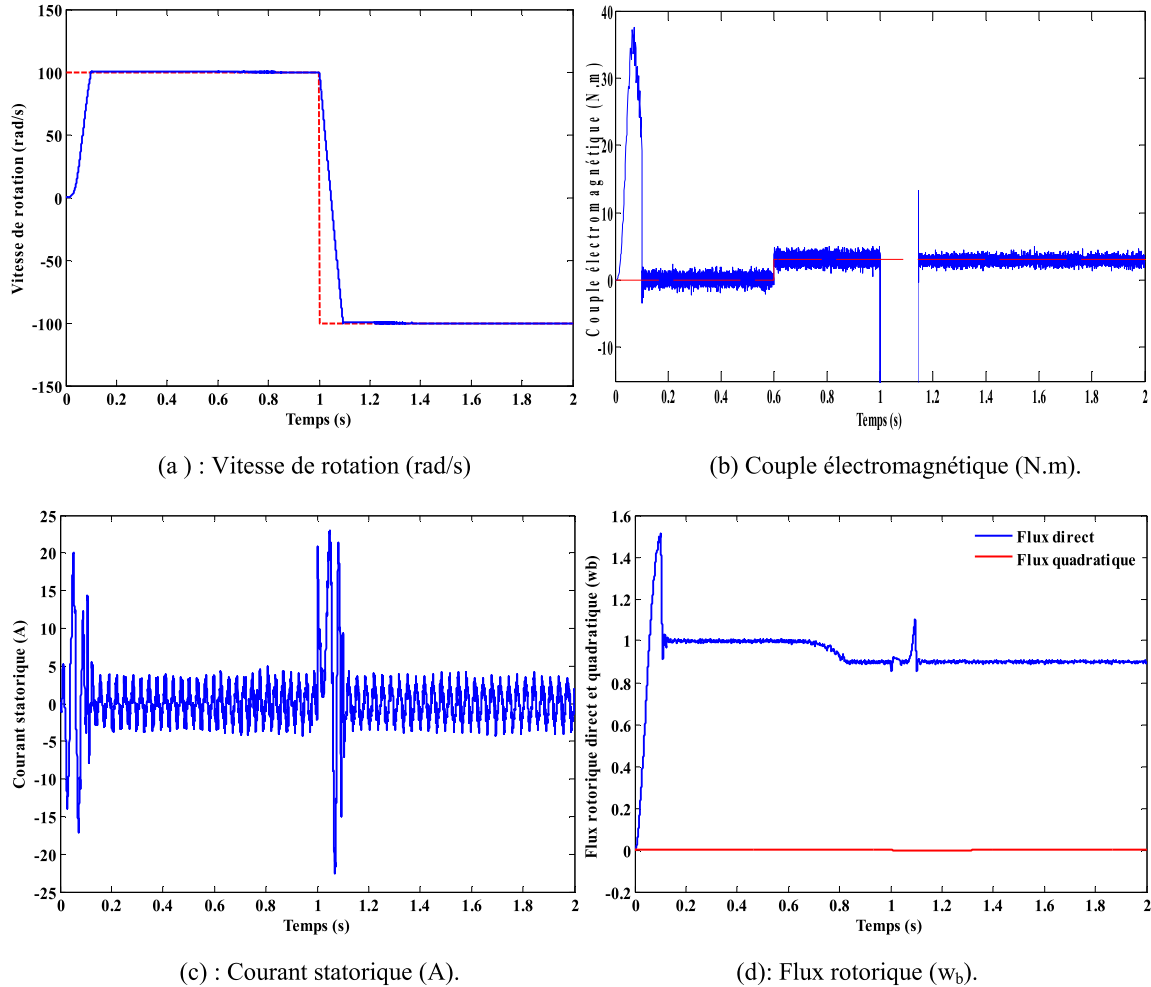 150
100
50
0
-50
-100
-150
Vitesse de rotation (rad/s)
0 0.2 0.4 0.6 0.8 1 1.2 1.4 1.6 1.8 2
Temps (s)
40
30
20
10
0
-10
Couple électromagnétique (N.m)
0 0.2 0.4 0.6 0.8 1 1.2 1.4 1.6 1.8 2
Temps (s)
(a ) : Vitesse de rotation (rad/s)
(b) Couple électromagnétique (N.m).
25
20
15
10
5
0
-5
-10
-15
-20
-25
Courant statorique (A)
0 0.2 0.4 0.6 0.8 1 1.2 1.4 1.6 1.8 2
Temps (s)
1.6
1.4
1.2
1
0.8
0.6
0.4
0.2
0
-0.2
Flux rotorique direct et quadratique (wb)
Flux direct
Flux quadratique
0 0.2 0.4 0.6 0.8 1 1.2 1.4 1.6 1.8 2
Temps (s)
(c) : Courant statorique (A).
(d): Flux rotorique (wb).